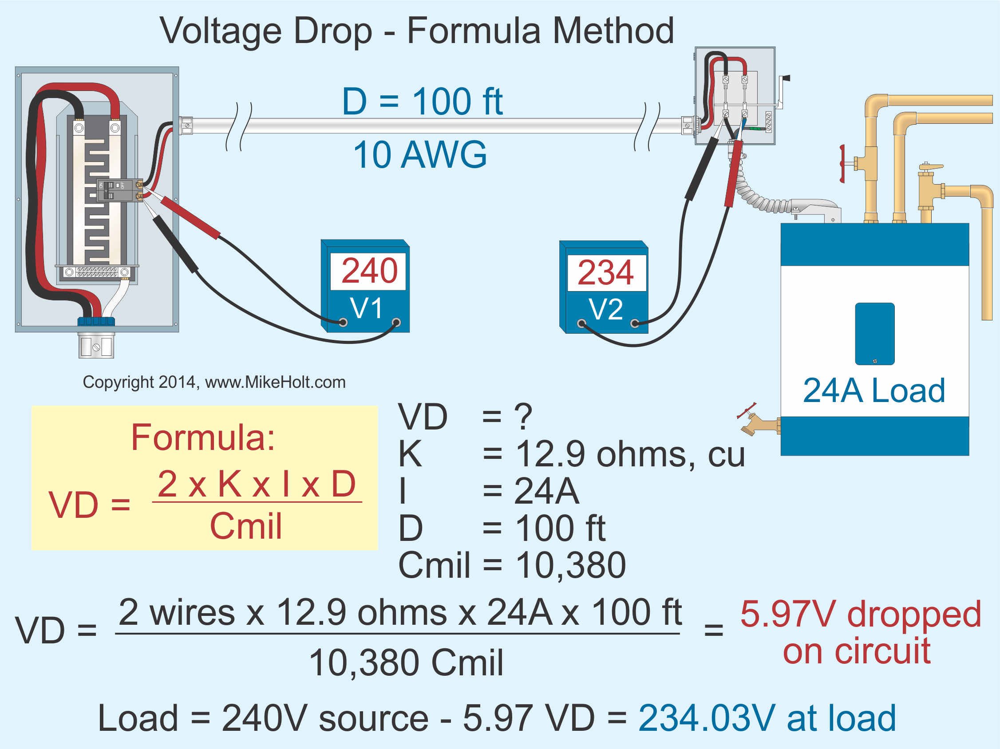 Voltage Drop - Formula Method
D = 100 ft
10 AWG
ON
OFF
240
V1
234
V2
24A Load
Copyright 2014, www.MikeHolt.com
Formula:
VD = 2 x K x I x D
Cmil
VD = ?
K = 12.9 ohms, cu
I = 24A
D = 100 ft
Cmil = 10,380
VD = 2 wires x 12.9 ohms x 24A x 100 ft
10,380 Cmil
= 5.97V dropped
on circuit
Load = 240V source - 5.97 VD = 234.03V at load